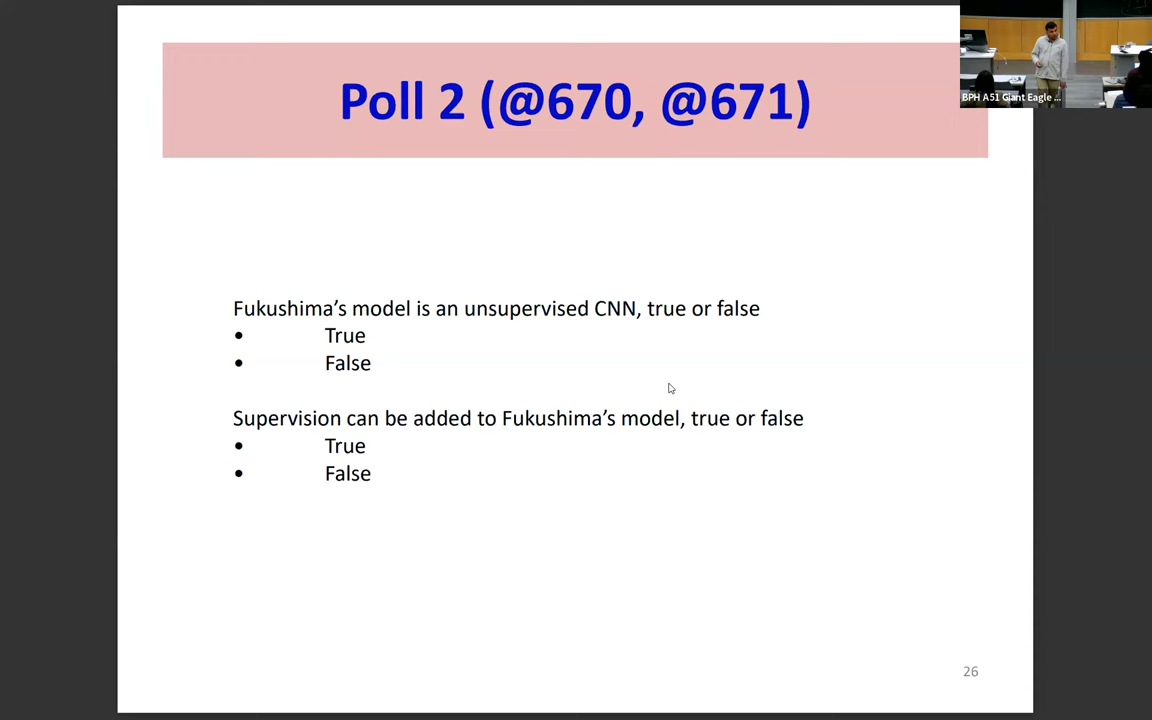 Poll 2 (@670, @671)
BPH A51 Giant Eagle ...
Fukushima’s model is an unsupervised CNN, true or false
• True
• False
Supervision can be added to Fukushima’s model, true or false
• True
• False
26